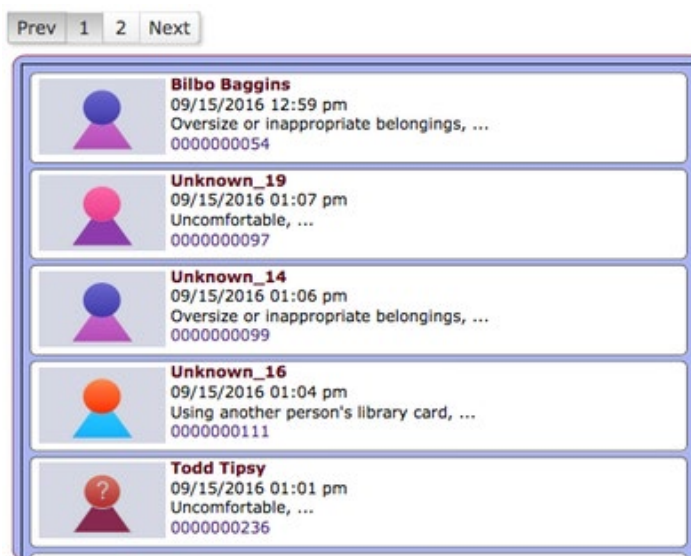 Prev 1 2 Next
Bilbo Baggins
09/15/2016 12:59 pm
Oversize or inappropriate belongings, ...
0000000054
Unknown_19
09/15/2016 01:07 pm
Uncomfortable, ...
0000000097
Unknown_14
09/15/2016 01:06 pm
Oversize or inappropriate belongings, ...
0000000099
Unknown_16
09/15/2016 01:04 pm
Using another person's library card, ...
0000000111
?
Todd Tipsy
09/15/2016 01:01 pm
Uncomfortable, ...
0000000236